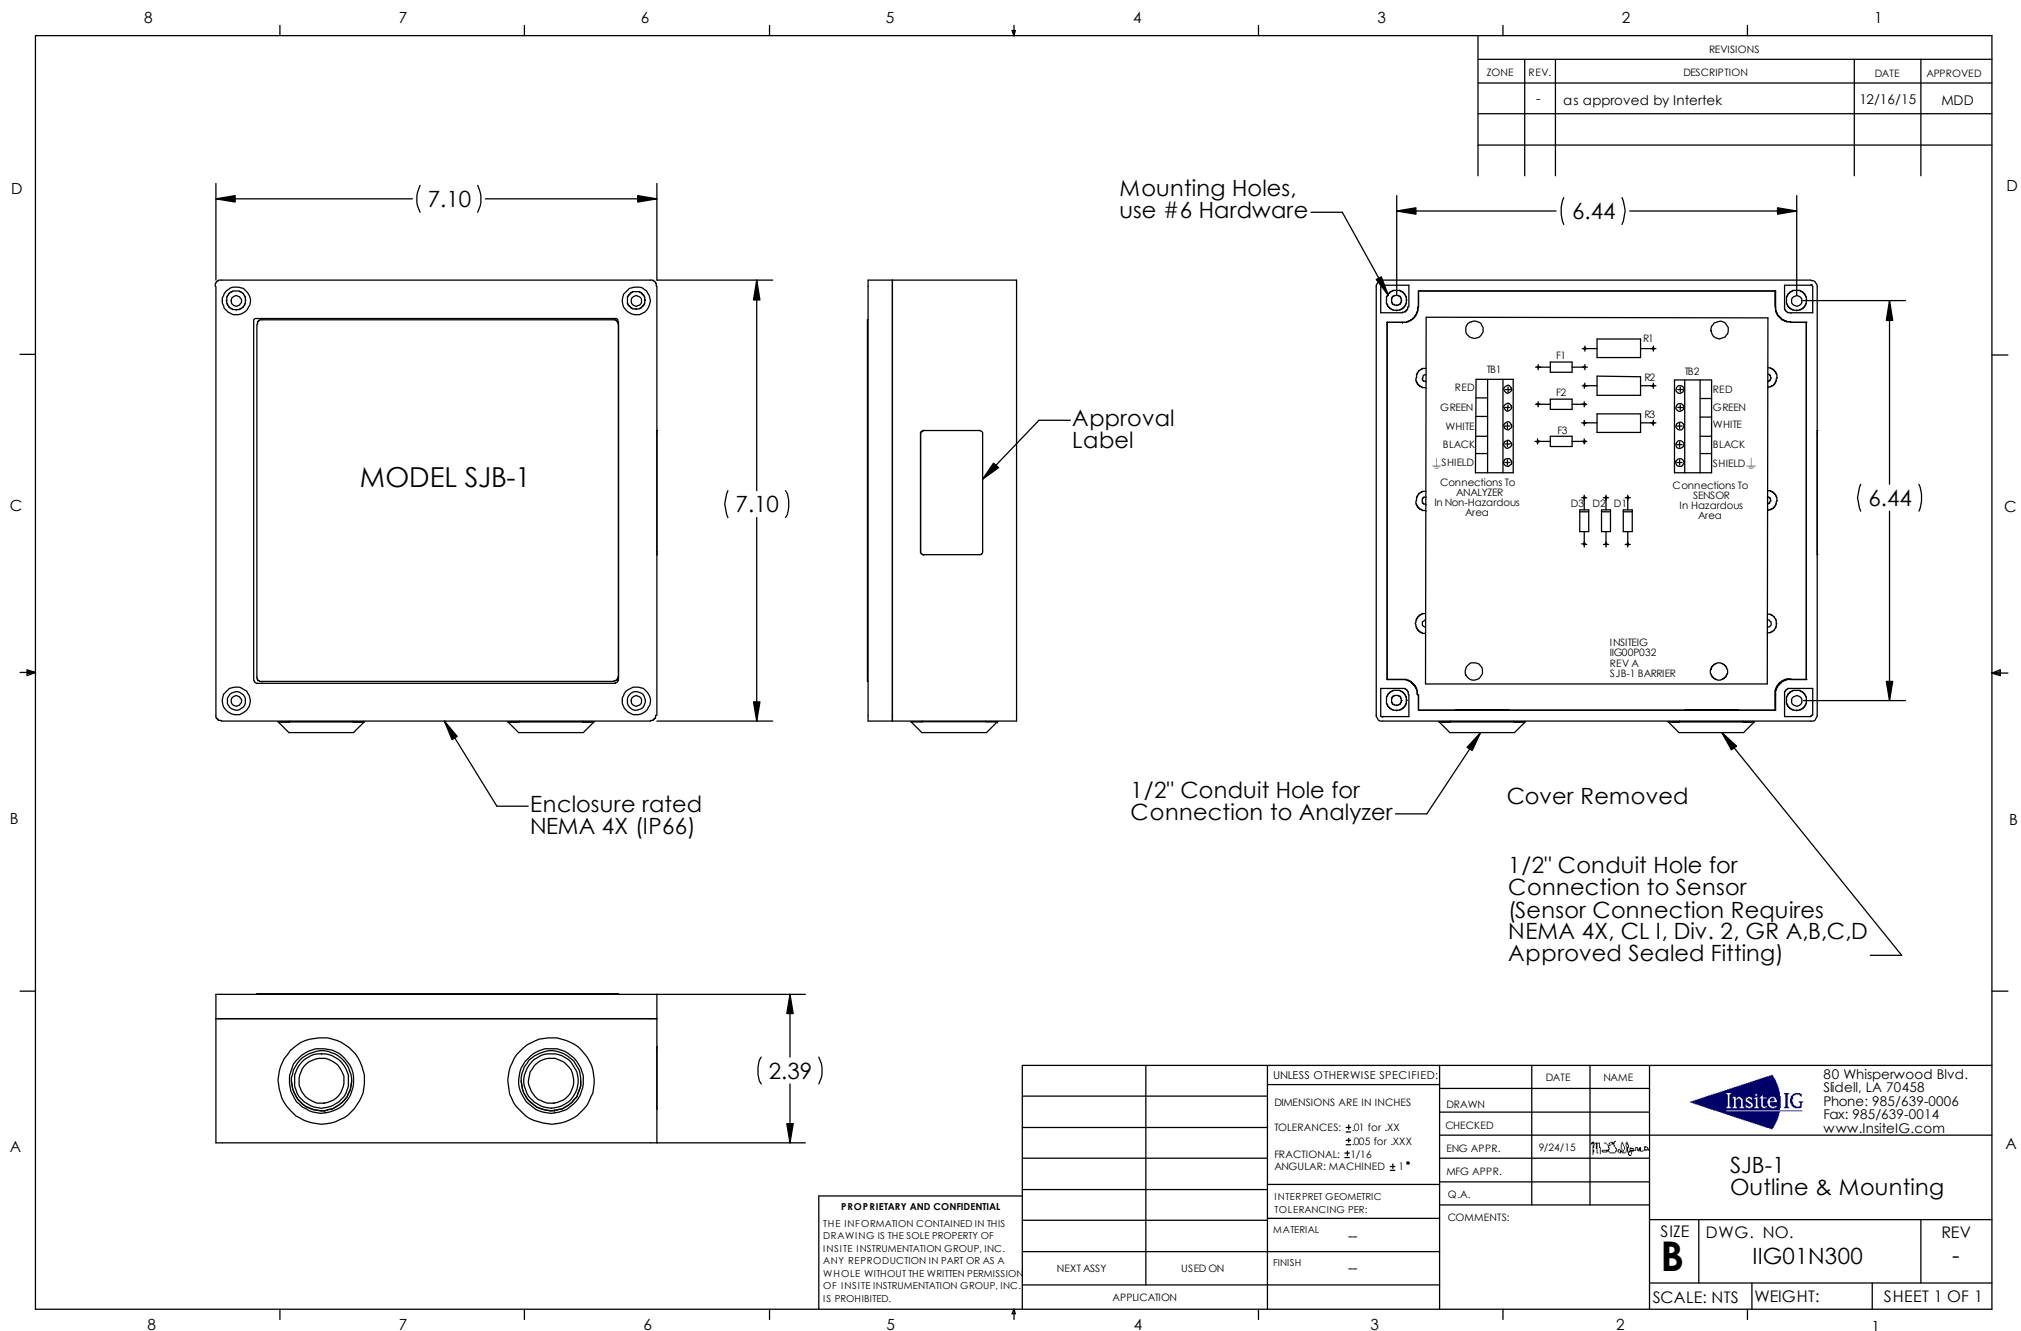 8 7 6 5 4 3 2 1
REVISIONS
ZONE REV. DESCRIPTION DATE APPROVED
- as approved by Intertek 12/16/15 MDD
D D
(7.10)
Mounting Holes,
use #6 Hardware
(6.44)
MODEL SJB-1
(7.10)
Approval
Label
R1
F1
TB1
R2
TB2
RED
F2
RED
GREEN
R3
GREEN
WHITE
F3
WHITE
BLACK
BLACK
SHIELD
SHIELD
Connections To
ANALYZER
In Non-Hazardous
Area
Connections To
SENSOR
In Hazardous
Area
D3 D2 D1
(6.44)
C C
INSITEIG
IIG00P032
REV A
SJB-1 BARRIER
Enclosure rated
NEMA 4X (IP66)
1/2" Conduit Hole for
Connection to Analyzer
Cover Removed
B B
1/2" Conduit Hole for
Connection to Sensor
(Sensor Connection Requires
NEMA 4X, CL I, Div. 2, GR A,B,C,D
Approved Sealed Fitting)
(2.39)
A A
PROPRIETARY AND CONFIDENTIAL
THE INFORMATION CONTAINED IN THIS
DRAWING IS THE SOLE PROPERTY OF
INSITE INSTRUMENTATION GROUP, INC.
ANY REPRODUCTION IN PART OR AS A
WHOLE WITHOUT THE WRITTEN PERMISSION
OF INSITE INSTRUMENTATION GROUP, INC.
IS PROHIBITED.
NEXT ASSY USED ON
APPLICATION
UNLESS OTHERWISE SPECIFIED:
DIMENSIONS ARE IN INCHES
TOLERANCES: ±.01 for .XX
±.005 for .XXX
FRACTIONAL: ±1/16
ANGULAR: MACHINED ± 1°
INTERPRET GEOMETRIC
TOLERANCING PER:
MATERIAL --
FINISH --
DATE NAME
DRAWN
CHECKED
ENG APPR. 9/24/15
MFG APPR.
Q.A.
COMMENTS:
Insite IG
80 Whisperwood Blvd.
Slidell, LA 70458
Phone: 985/639-0006
Fax: 985/639-0014
www.InsiteIG.com
SJB-1
Outline & Mounting
SIZE DWG. NO. REV
B IIG01N300 -
SCALE: NTS WEIGHT: SHEET 1 OF 1
8 7 6 5 4 3 2 1